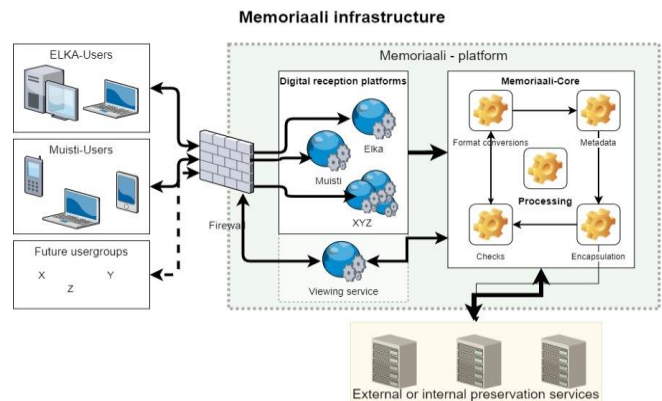 Memoriaali infrastructure
ELKA-Users
Muisti-Users
Future usergroups
X
Y
Z
Firewall
Memoriaali - platform
Digital reception platforms
Elka
Muisti
XYZ
Viewing service
Memoriaali-Core
Format conversions
Metadata
Processing
Checks
Encapsulation
External or internal preservation services